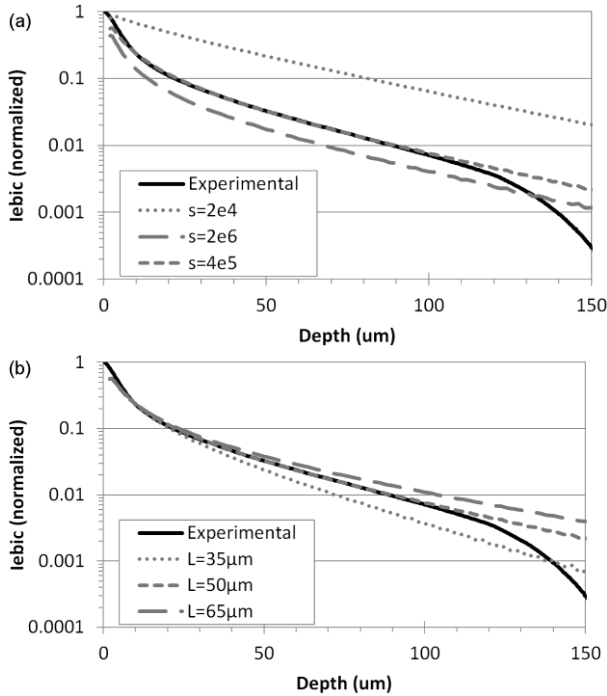 (a)
1
0.1
0.01
0.001
0.0001
Iebic (normalized)
Experimental
s=2e4
s=2e6
s=4e5
0 50 100 150
Depth (um)
(b)
1
0.1
0.01
0.001
0.0001
Iebic (normalized)
Experimental
L=35µm
L=50µm
L=65µm
0 50 100 150
Depth (um)